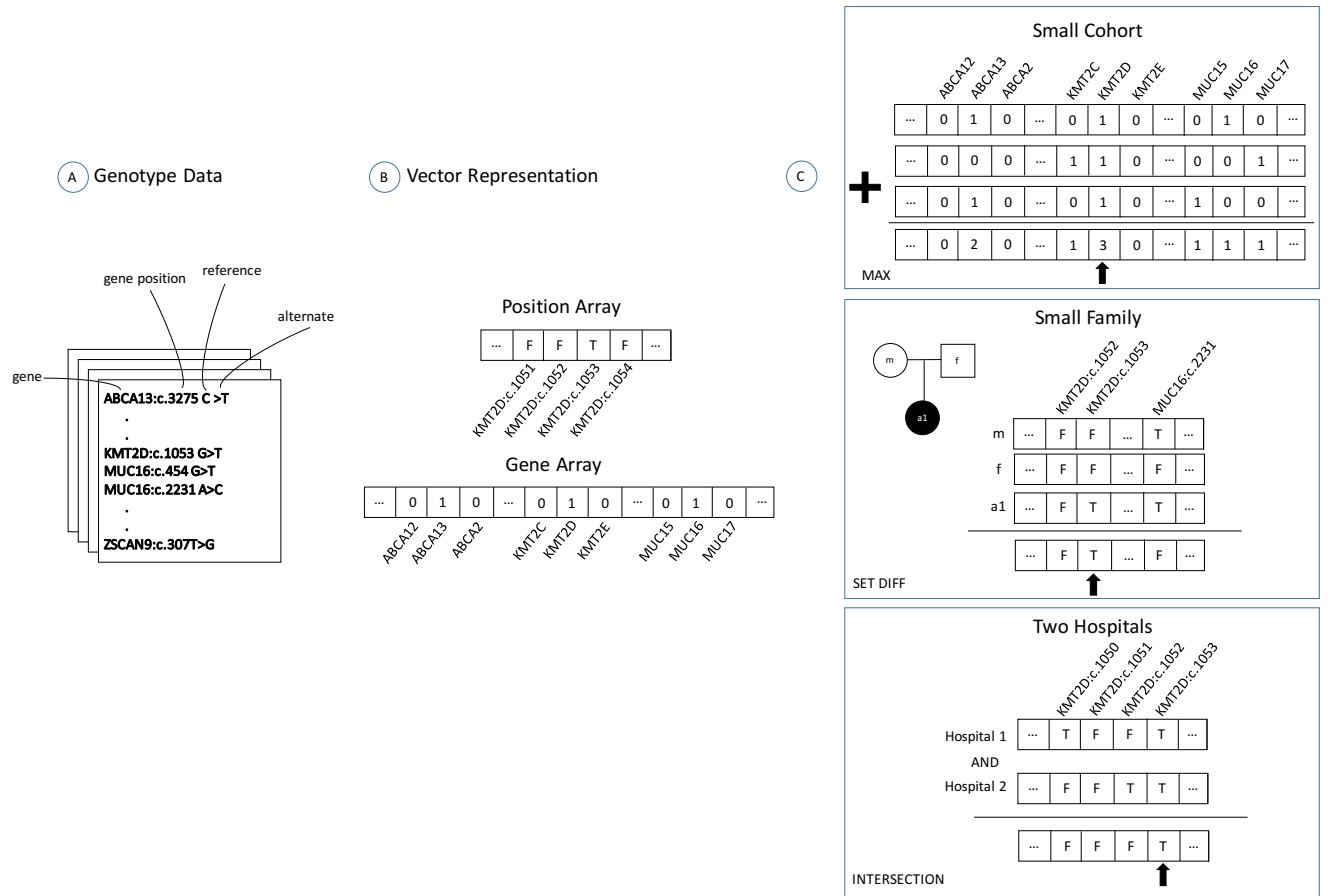 A Genotype Data
gene position
reference
alternate
gene
ABCA13:c.3275 C >T
.
.
KMT2D:c.1053 G>T
MUC16:c.454 G>T
MUC16:c.2231 A>C
.
.
ZSCAN9:c.307T>G
B Vector Representation
Position Array
... F F T F ...
KMT2D:c.1051 KMT2D:c.1052 KMT2D:c.1053 KMT2D:c.1054
Gene Array
... 0 1 0 ... 0 1 0 ... 0 1 0 ...
ABCA12 ABCA13 ABCA2 KMT2C KMT2D KMT2E MUC15 MUC16 MUC17
C
Small Cohort
ABCA12 ABCA13 ABCA2 KMT2C KMT2D KMT2E MUC15 MUC16 MUC17
... 0 1 0 ... 0 1 0 ... 0 1 0 ...
... 0 0 0 ... 1 1 0 ... 0 0 1 ...
+ ... 0 1 0 ... 0 1 0 ... 1 0 0 ...
... 0 2 0 ... 1 3 0 ... 1 1 1 ...
MAX
Small Family
m f
a1
KMT2D:c.1052 KMT2D:c.1053 MUC16:c.2231
m ... F F ... T ...
f ... F F ... F ...
a1 ... F T ... T ...
... F T ... F ...
SET DIFF
Two Hospitals
KMT2D:c.1050 KMT2D:c.1051 KMT2D:c.1052 KMT2D:c.1053
Hospital 1 ... T F F T ...
AND
Hospital 2 ... F F T T ...
... F F F T ...
INTERSECTION